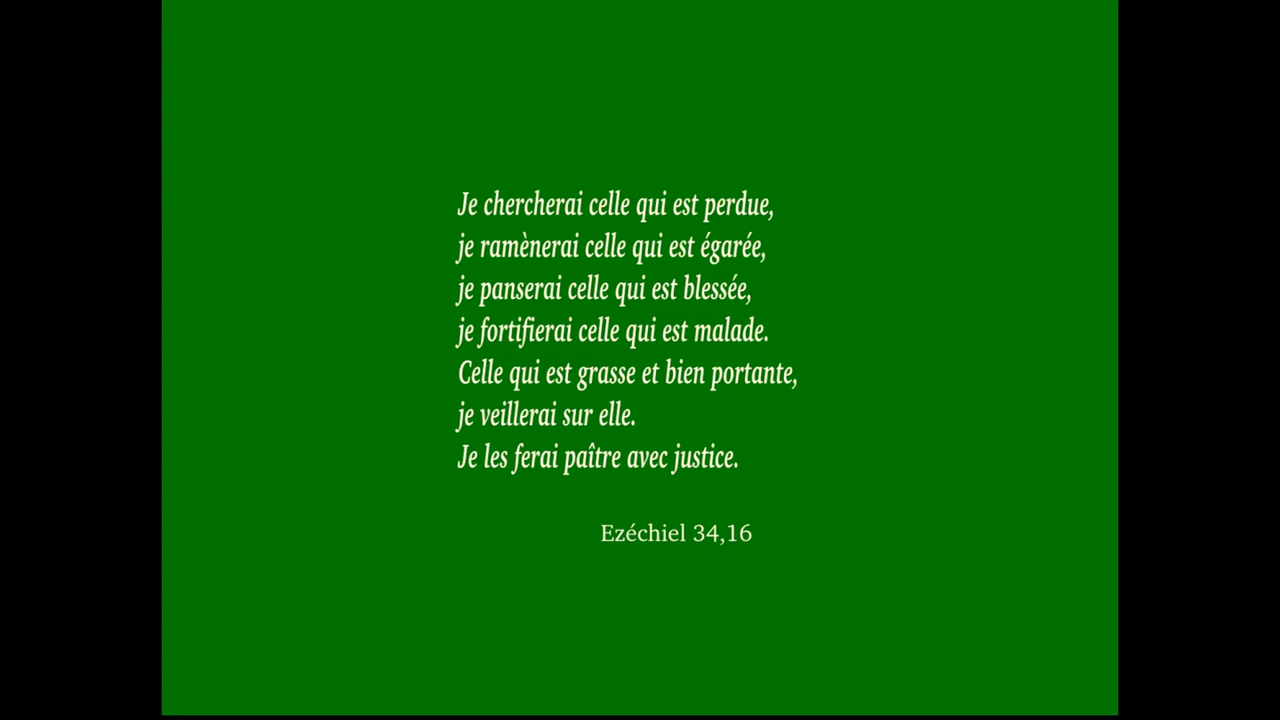 Je chercherai celle qui est perdue,
je ramènerai celle qui est égarée,
je panserai celle qui est blessée,
je fortifierai celle qui est malade.
Celle qui est grasse et bien portante,
je veillerai sur elle.
Je les ferai paître avec justice.
Ezéchiel 34,16